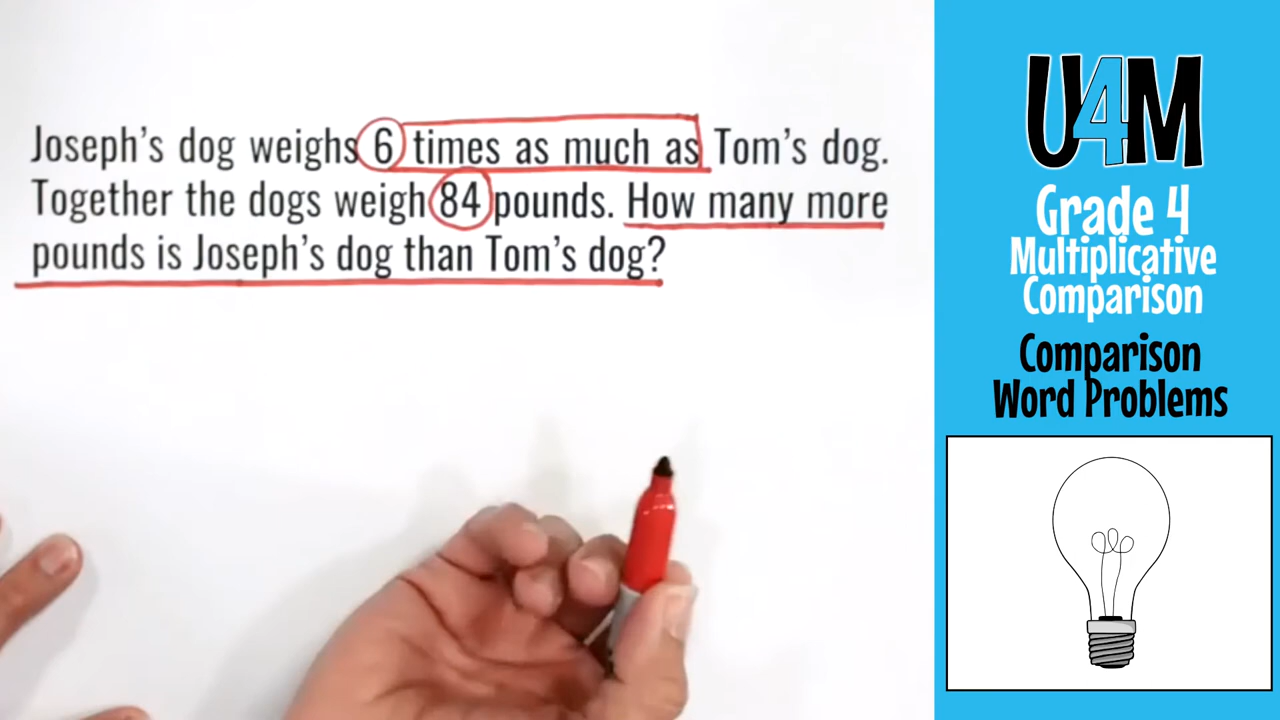 Joseph's dog weighs 6 times as much as Tom's dog.
Together the dogs weigh 84 pounds. How many more
pounds is Joseph's dog than Tom's dog?
U4M
Grade 4
Multiplicative
Comparison
Comparison
Word Problems